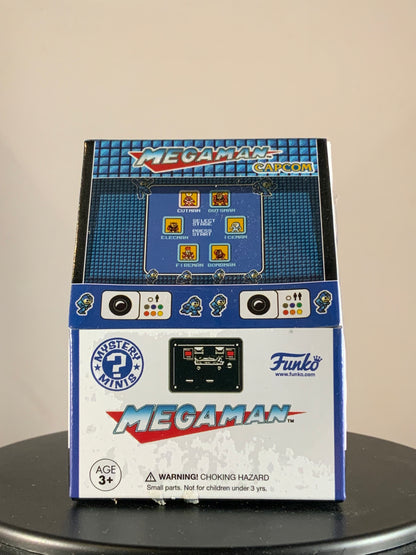 MEGAMAN
CAPCOM
CUTMAN GUTSMAN
SELECT
STAGE
ELECMAN PRESS ICEMAN
START
FIREMAN BOMBMAN
MYSTERY
?
MINIS
Funko
www.funko.com
MEGAMAN™
AGE
3+
⚠ WARNING! CHOKING HAZARD
Small parts. Not for children under 3 yrs.